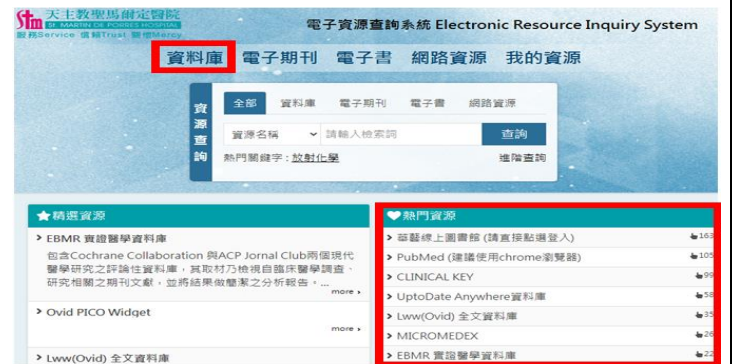 天主教聖馬爾定醫院
ST. MARTIN DE PORRES HOSPITAL
服務Service 信賴Trust 醫憐Mercy
電子資源查詢系統 Electronic Resource Inquiry System
資料庫 電子期刊 電子書 網路資源 我的資源
資源查詢
全部 資料庫 電子期刊 電子書 網路資源
資源名稱 請輸入檢索詞 查詢
熱門關鍵字：放射化學 進階查詢
精選資源
EBMR 實證醫學資料庫
包含Cochrane Collaboration 與ACP Jornal Club兩個現代
醫學研究之評論性資料庫，其取材乃檢視自臨床醫學調查、
研究相關之期刊文獻，並將結果做簡潔之分析報告。...
more
Ovid PICO Widget
more
Lww(Ovid) 全文資料庫
熱門資源
華藝線上圖書館 (請直接點選登入) 163
PubMed (建議使用chrome瀏覽器) 105
CLINICAL KEY 99
UptoDate Anywhere資料庫 58
Lww(Ovid) 全文資料庫 35
MICROMEDEX 26
EBMR 實證醫學資料庫 22